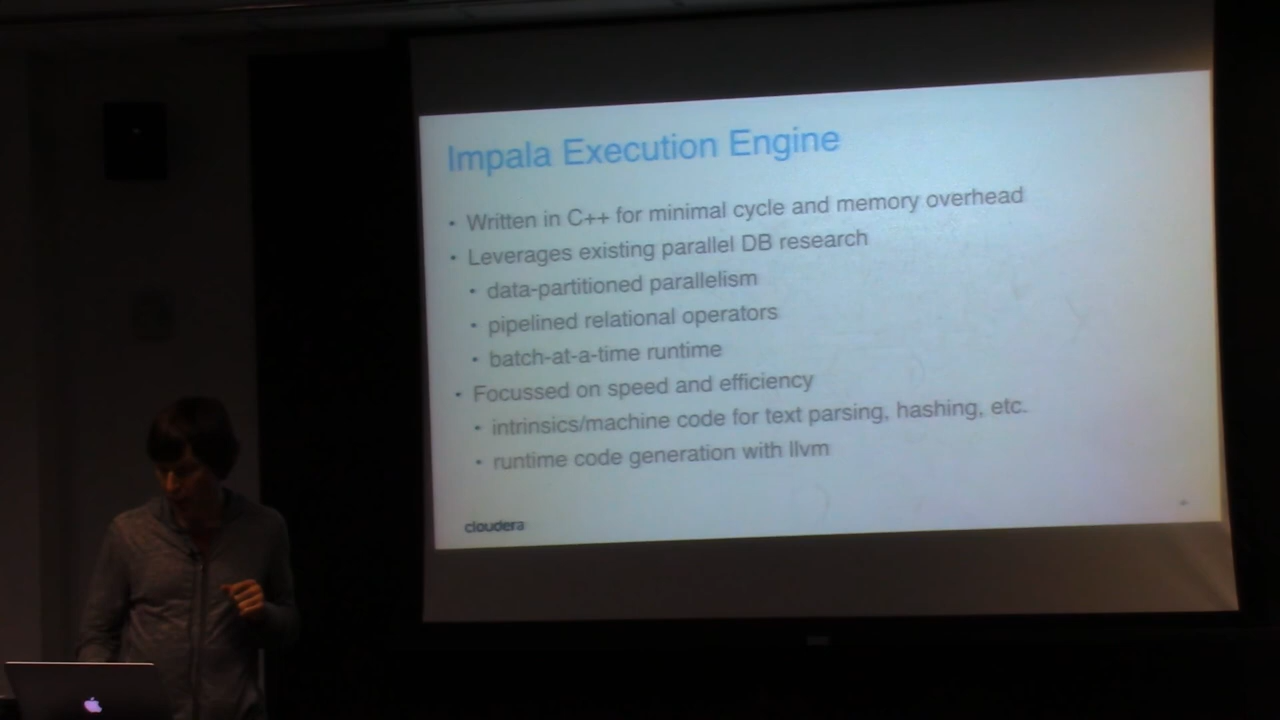 Impala Execution Engine
• Written in C++ for minimal cycle and memory overhead
• Leverages existing parallel DB research
• data-partitioned parallelism
• pipelined relational operators
• batch-at-a-time runtime
• Focussed on speed and efficiency
• intrinsics/machine code for text parsing, hashing, etc.
• runtime code generation with llvm
cloudera